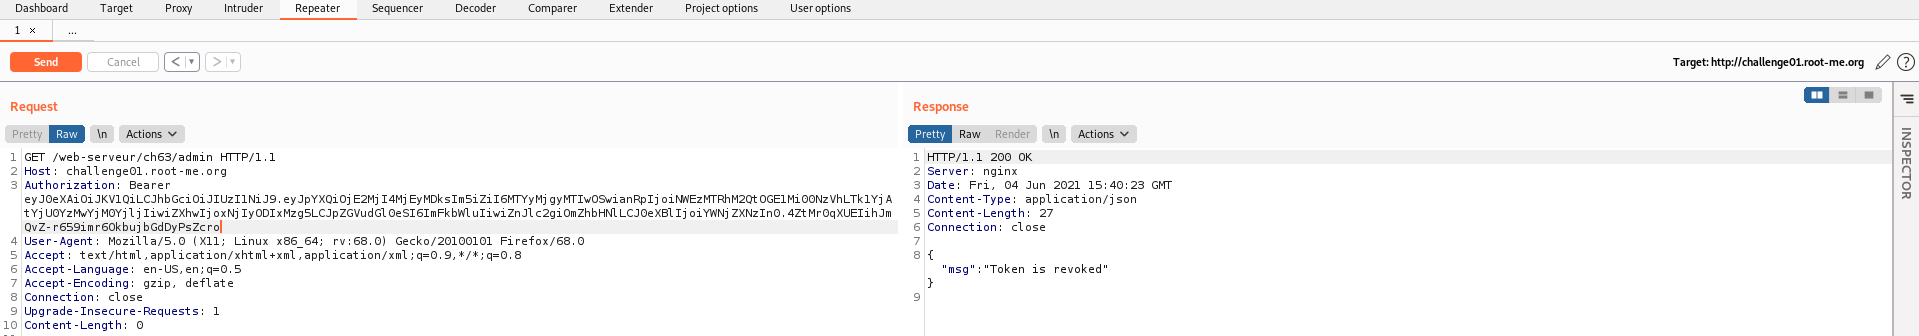 Dashboard Target Proxy Intruder Repeater Sequencer Decoder Comparer Extender Project options User options
1 × ...
Send Cancel < ▾ > ▾ Target: http://challenge01.root-me.org ?
Request
Pretty Raw \n Actions
1 GET /web-serveur/ch63/admin HTTP/1.1
2 Host: challenge01.root-me.org
3 Authorization: Bearer
eyJ0eXAiOiJKV1QiLCJhbGciOiJIUzI1NiJ9.eyJpYXQiOjE2MjI4MjEyMDksIm5iZiI6MTYyMjgyMTIwOSwianRpIjoiNWEzMTRhM2QtOGE1Mi00NzVhLTk1YjA
tYjU0YzMwYjM0YjljIiwiZXhwIjoxNjIyODIxMzg5LCJpZGVudGl0eSI6ImFkbWluIiwiZnJlc2giOmZhbHNlLCJ0eXBlIjoiYWNjZXNzIn0.4ZtMr0qXUEIihJm
QvZ-r659imr6OkbujbGdDyPsZcro
4 User-Agent: Mozilla/5.0 (X11; Linux x86_64; rv:68.0) Gecko/20100101 Firefox/68.0
5 Accept: text/html,application/xhtml+xml,application/xml;q=0.9,*/*;q=0.8
6 Accept-Language: en-US,en;q=0.5
7 Accept-Encoding: gzip, deflate
8 Connection: close
9 Upgrade-Insecure-Requests: 1
10 Content-Length: 0
Response
Pretty Raw Render \n Actions
1 HTTP/1.1 200 OK
2 Server: nginx
3 Date: Fri, 04 Jun 2021 15:40:23 GMT
4 Content-Type: application/json
5 Content-Length: 27
6 Connection: close
7
8 {
"msg":"Token is revoked"
}
9
INSPECTOR